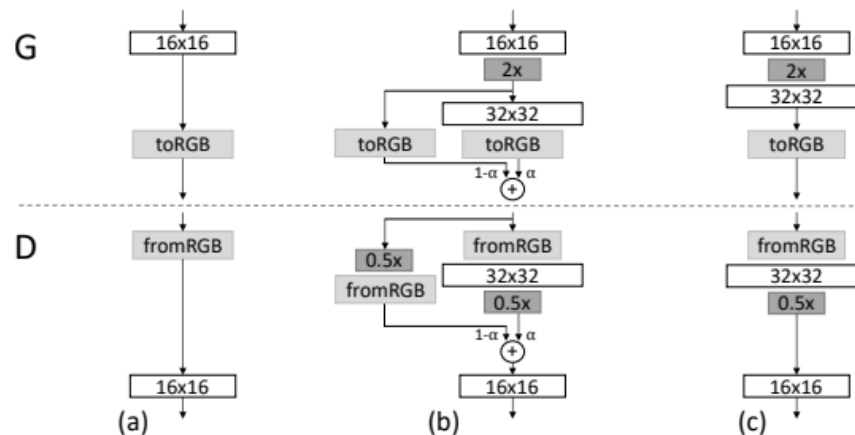 G
16x16
toRGB
16x16
2x
32x32
toRGB
toRGB
1-α
α
+
16x16
2x
32x32
toRGB
D
fromRGB
16x16
(a)
fromRGB
0.5x
32x32
fromRGB
0.5x
1-α
α
+
16x16
(b)
fromRGB
32x32
0.5x
16x16
(c)